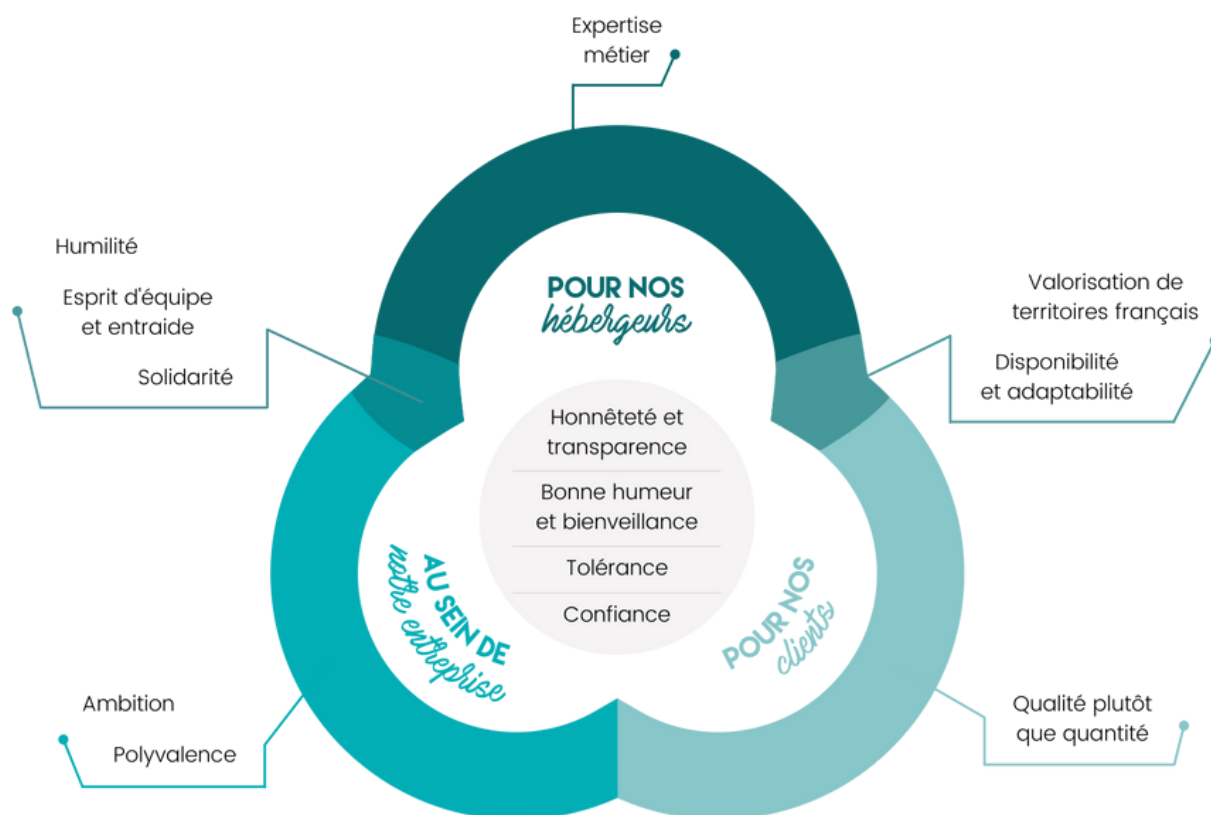 Expertise
métier
Humilité
Esprit d'équipe
et entraide
Solidarité
POUR NOS
hébergeurs
Valorisation de
territoires français
Disponibilité
et adaptabilité
Honnêteté et
transparence
Bonne humeur
et bienveillance
Tolérance
Confiance
AU SEIN DE
notre entreprise
POUR NOS
clients
Ambition
Polyvalence
Qualité plutôt
que quantité